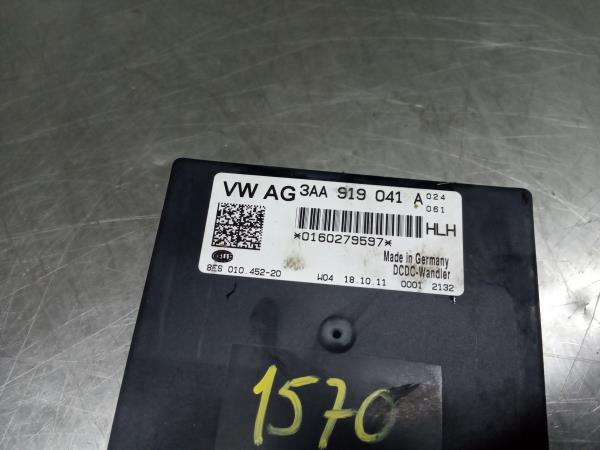 VW AG 3AA 919 041 A 024
061
HLH
*0160279597*
Made in Germany
DCDC-Wandler
8ES 010.452-20 W04 18.10.11 0001 2132
1570